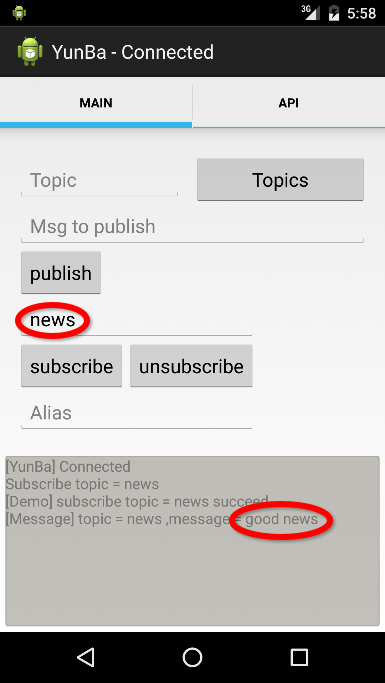 3G 5:58
YunBa - Connected
MAIN API
Topic Topics
Msg to publish
publish
news
subscribe unsubscribe
Alias
[YunBa] Connected
Subscribe topic = news
[Demo] subscribe topic = news succeed
[Message] topic = news ,message = good news